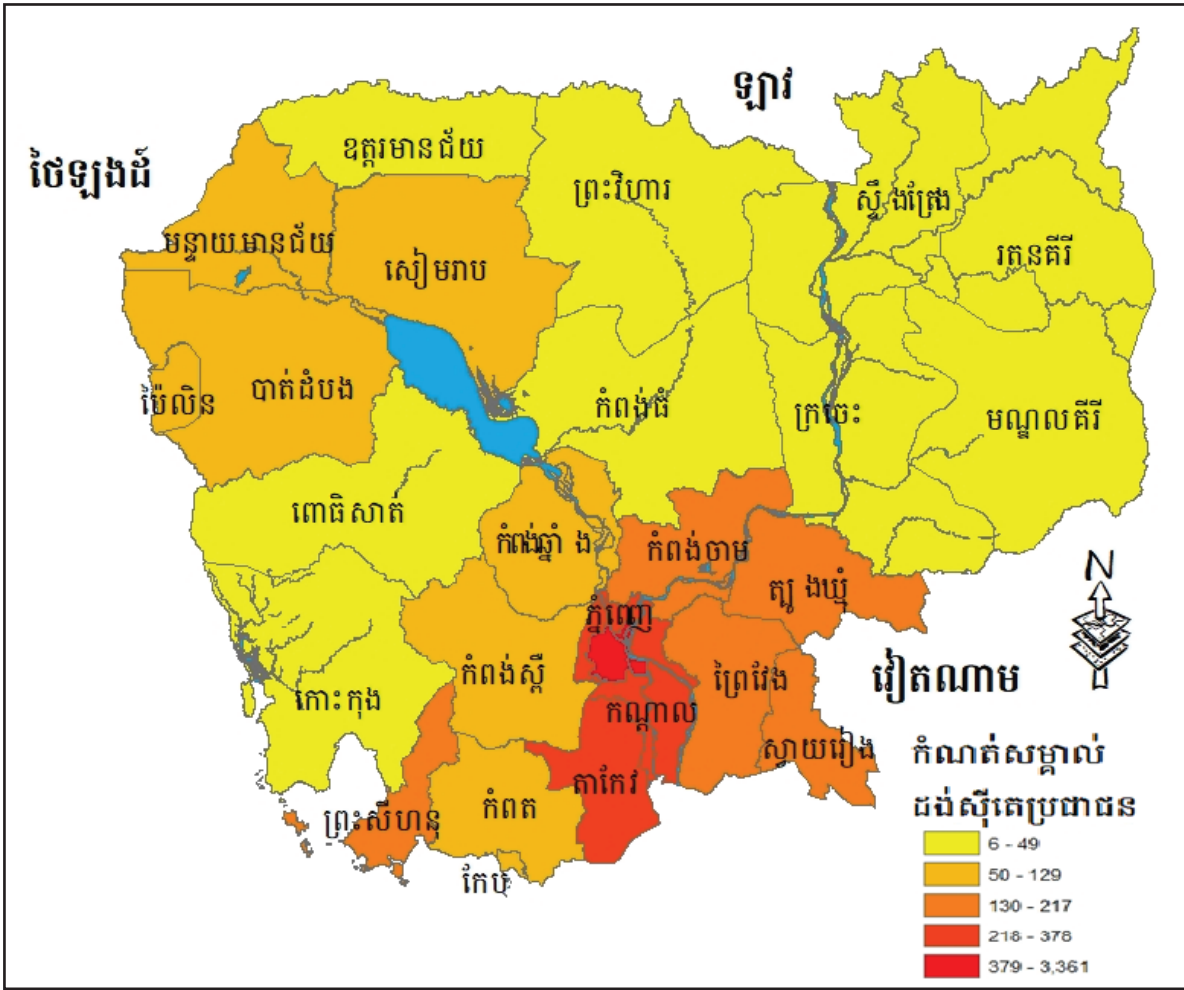 ឡាវ
ថៃឡងដ៍
ឧត្តរមានជ័យ
ព្រះវិហារ
ស្ទឹងត្រែង
រតនគីរី
មន្ទាយមានជ័យ
សៀមរាប
ប៉ៃលិន
បាត់ដំបង
កំពង់ធំ
ក្រចេះ
មណ្ឌលគីរី
ពោធិសាត់
កំពង់ឆ្នាំង
កំពង់ចាម
ត្បូងឃ្មុំ
N
ភ្នំពេញ
កំពង់ស្ពឺ
ព្រៃវែង
វៀតណាម
កោះកុង
កណ្តាល
ស្វាយរៀង
តាកែវ
កំពត
ព្រះសីហនុ
កែប
កំណត់សម្គាល់
ដង់ស៊ីតេប្រជាជន
6 - 49
50 - 129
130 - 217
218 - 378
379 - 3,361